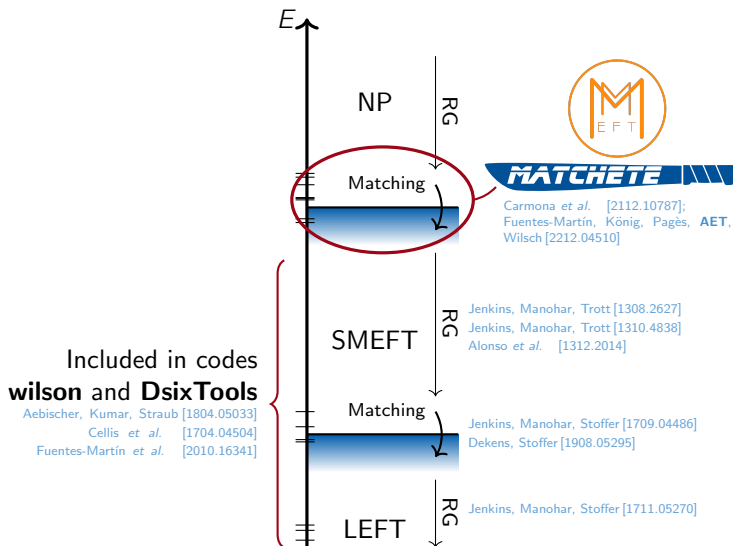 E
NP
RG
MM
EFT
MATCHETE
Matching
Carmona et al. [2112.10787];
Fuentes-Martín, König, Pagès, AET,
Wilsch [2212.04510]
SMEFT
RG
Jenkins, Manohar, Trott [1308.2627]
Jenkins, Manohar, Trott [1310.4838]
Alonso et al. [1312.2014]
Included in codes
wilson and DsixTools
Aebischer, Kumar, Straub [1804.05033]
Cellis et al. [1704.04504]
Fuentes-Martín et al. [2010.16341]
Matching
Jenkins, Manohar, Stoffer [1709.04486]
Dekens, Stoffer [1908.05295]
LEFT
RG
Jenkins, Manohar, Stoffer [1711.05270]